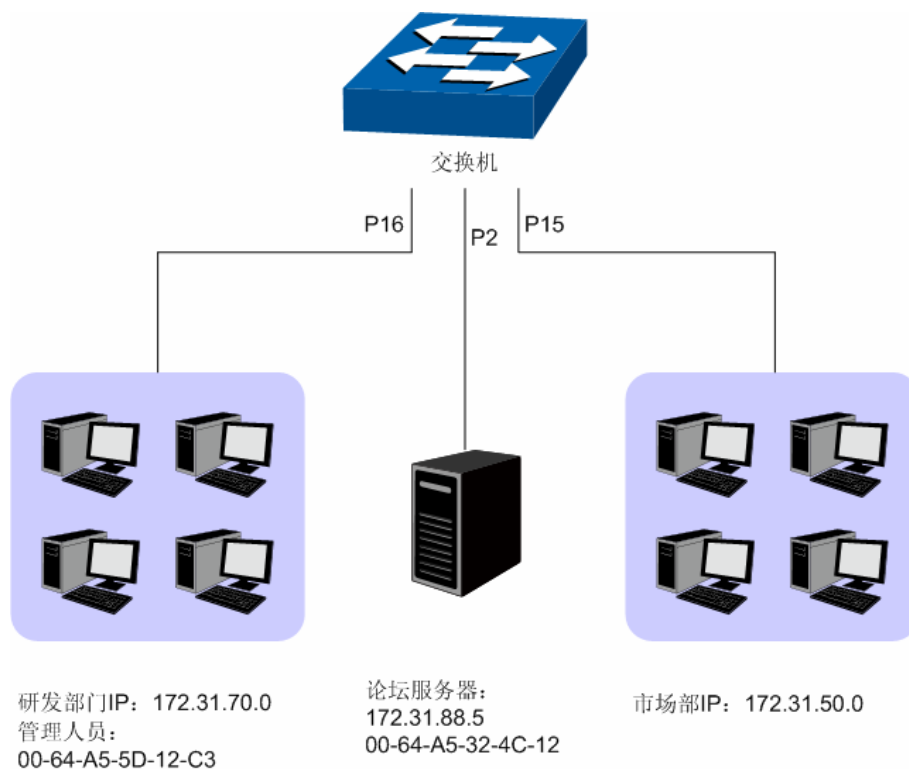 交换机
P16
P2
P15
研发部门IP：172.31.70.0
管理人员：
00-64-A5-5D-12-C3
论坛服务器：
172.31.88.5
00-64-A5-32-4C-12
市场部IP：172.31.50.0